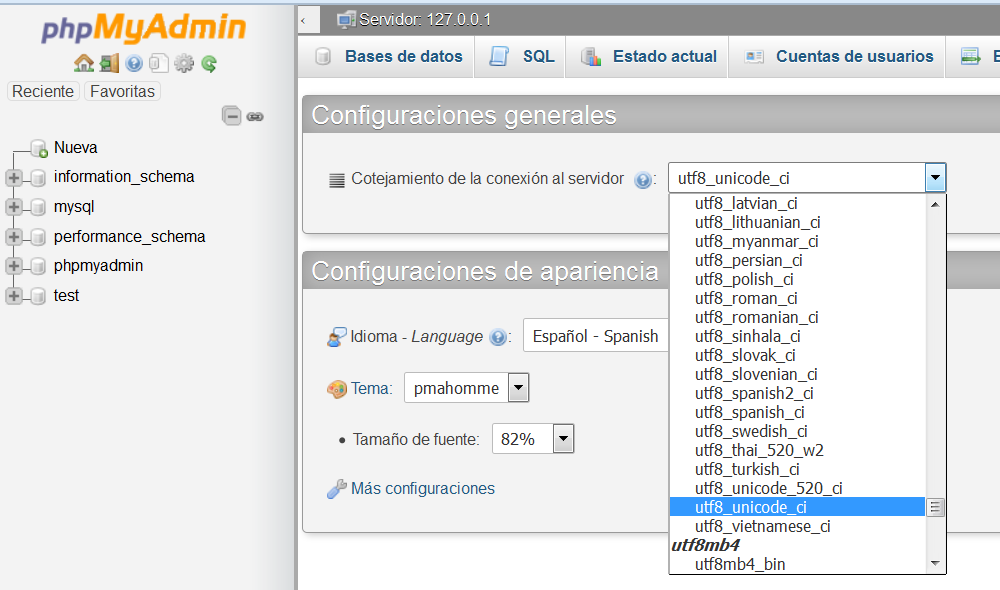 phpMyAdmin
Reciente Favoritas
Nueva
information_schema
mysql
performance_schema
phpmyadmin
test
Servidor: 127.0.0.1
Bases de datos SQL Estado actual Cuentas de usuarios
Configuraciones generales
Cotejamiento de la conexión al servidor : utf8_unicode_ci
utf8_latvian_ci
utf8_lithuanian_ci
utf8_myanmar_ci
utf8_persian_ci
utf8_polish_ci
utf8_roman_ci
utf8_romanian_ci
utf8_sinhala_ci
utf8_slovak_ci
utf8_slovenian_ci
utf8_spanish2_ci
utf8_spanish_ci
utf8_swedish_ci
utf8_thai_520_w2
utf8_turkish_ci
utf8_unicode_520_ci
utf8_unicode_ci
utf8_vietnamese_ci
utf8mb4
utf8mb4_bin
Configuraciones de apariencia
Idioma - Language : Español - Spanish
Tema: pmahomme
Tamaño de fuente: 82%
Más configuraciones